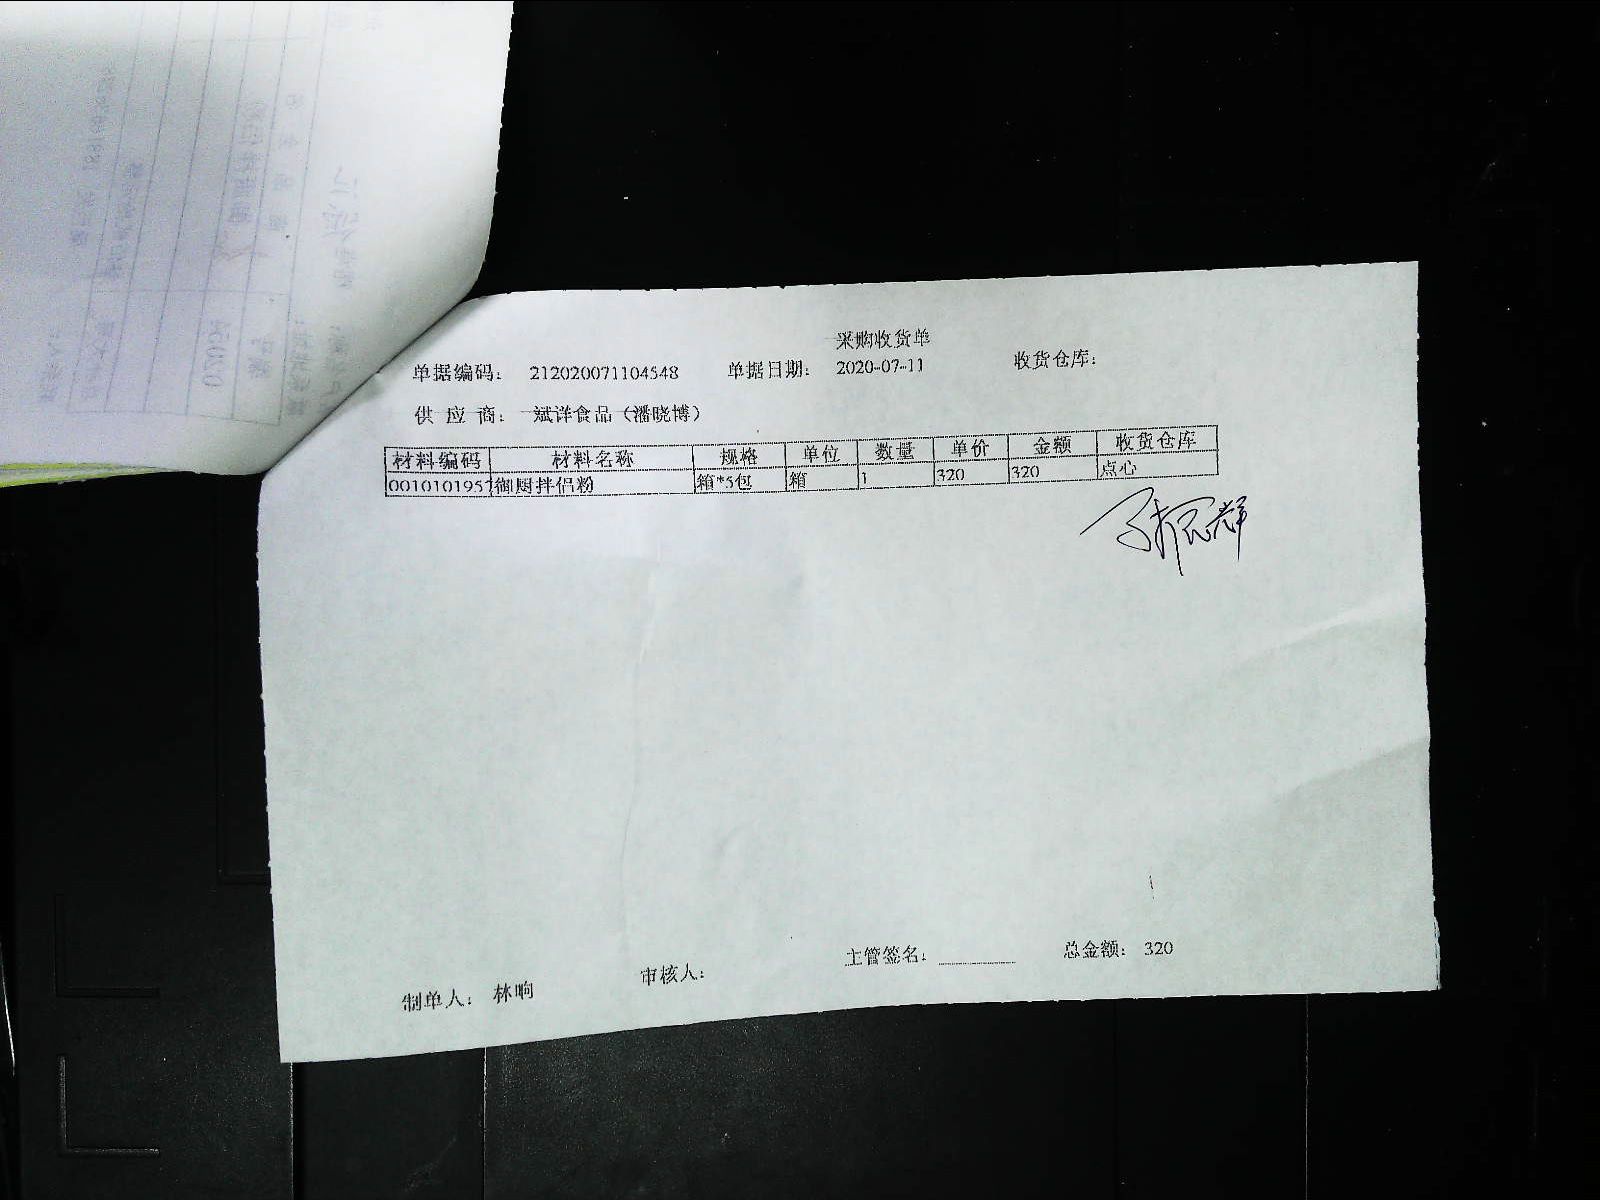 采购收货单
单据编码： 212020071104548 单据日期： 2020-07-11 收货仓库：
供 应 商： 斌详食品（潘晓博）
材料编码 材料名称 规格 单位 数量 单价 金额 收货仓库
0010101957 御厨拌侣粉 箱*5包 箱 1 320 320 点心
制单人： 林响 审核人： 主管签名： 总金额： 320